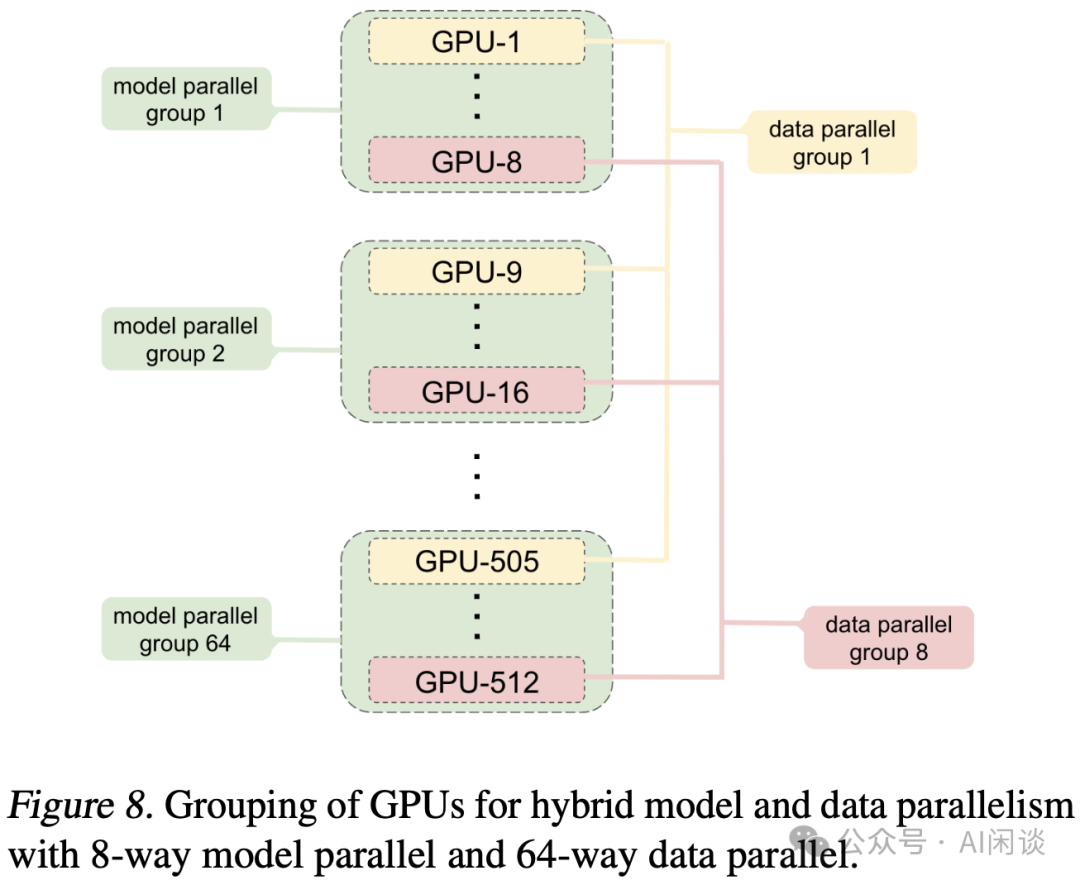 GPU-1
model parallel
group 1
data parallel
group 1
GPU-8
GPU-9
model parallel
group 2
GPU-16
GPU-505
model parallel
group 64
data parallel
group 8
GPU-512
Figure 8. Grouping of GPUs for hybrid model and data parallelism
with 8-way model parallel and 64-way data parallel.
公众号 · AI闲谈